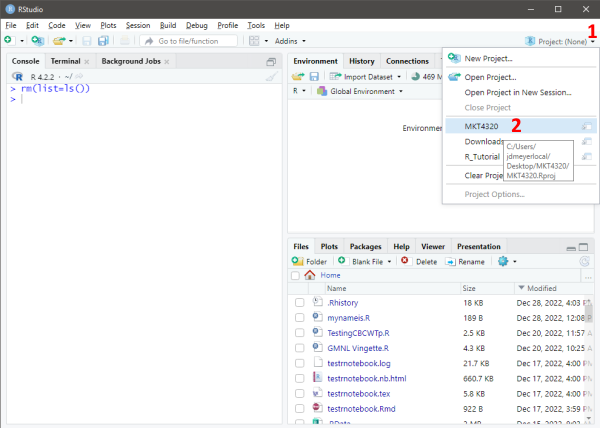 RStudio
File Edit Code View Plots Session Build Debug Profile Tools Help
Go to file/function Addins
1
Project: (None)
Console Terminal Background Jobs
R 4.2.2 · ~/
> rm(list=ls())
>
Environment History Connections
Import Dataset 469 M
R Global Environment
Environmen
New Project...
Open Project...
Open Project in New Session...
Close Project
MKT4320
2
Downloads
R_Tutorial
C:/Users/
jdmeyerlocal/
Desktop/MKT4320/
MKT4320.Rproj
Clear Proje
Project Options...
Files Plots Packages Help Viewer Presentation
Folder Blank File Delete Rename
Home
Name Size Modified
.Rhistory 18 KB Dec 28, 2022, 4:03 P
mynameis.R 189 B Dec 28, 2022, 12:08
TestingCBCWTp.R 2.5 KB Dec 20, 2022, 11:57 A
GMNL Vingette.R 4.3 KB Dec 20, 2022, 10:25 A
testrnotebook.log 21.7 KB Dec 17, 2022, 4:00 P
testrnotebook.nb.html 660.7 KB Dec 17, 2022, 4:00 P
testrnotebook.tex 5.8 KB Dec 17, 2022, 4:00 P
testrnotebook.Rmd 922 B Dec 17, 2022, 3:59 P